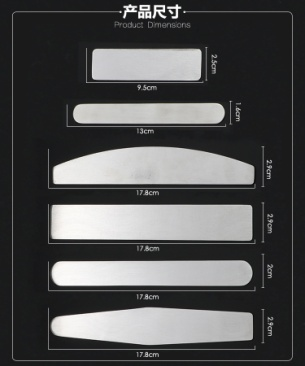 ·产品尺寸·
Product Dimensions
2.5cm
9.5cm
1.6cm
13cm
2.9cm
17.8cm
2.9cm
17.8cm
2cm
17.8cm
2.9cm
17.8cm